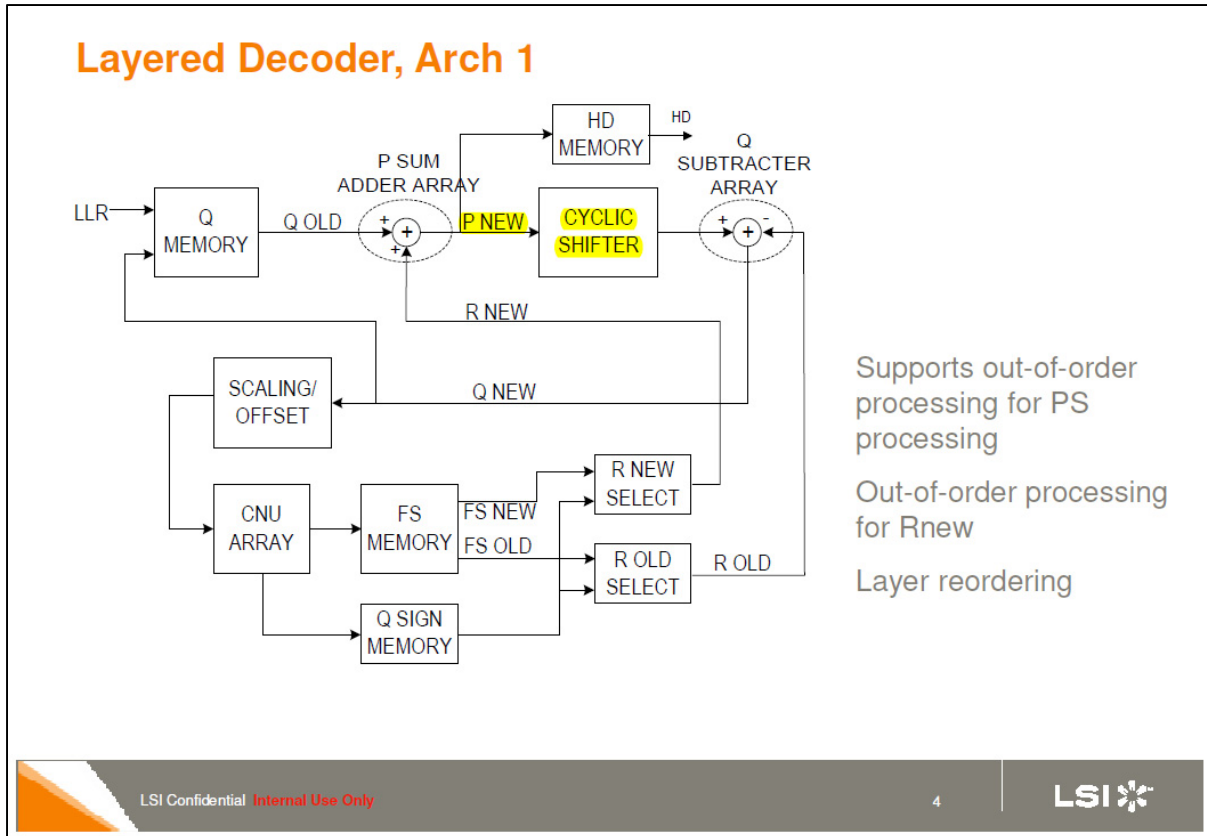 Layered Decoder, Arch 1
HD
MEMORY
HD
Q
SUBTRACTER
ARRAY
P SUM
ADDER ARRAY
LLR
Q
MEMORY
Q OLD
+
+
+
P NEW
CYCLIC
SHIFTER
+
+
-
R NEW
SCALING/
OFFSET
Q NEW
CNU
ARRAY
FS
MEMORY
FS NEW
FS OLD
R NEW
SELECT
R OLD
SELECT
R OLD
Q SIGN
MEMORY
Supports out-of-order
processing for PS
processing
Out-of-order processing
for Rnew
Layer reordering
LSI Confidential Internal Use Only
4
LSI